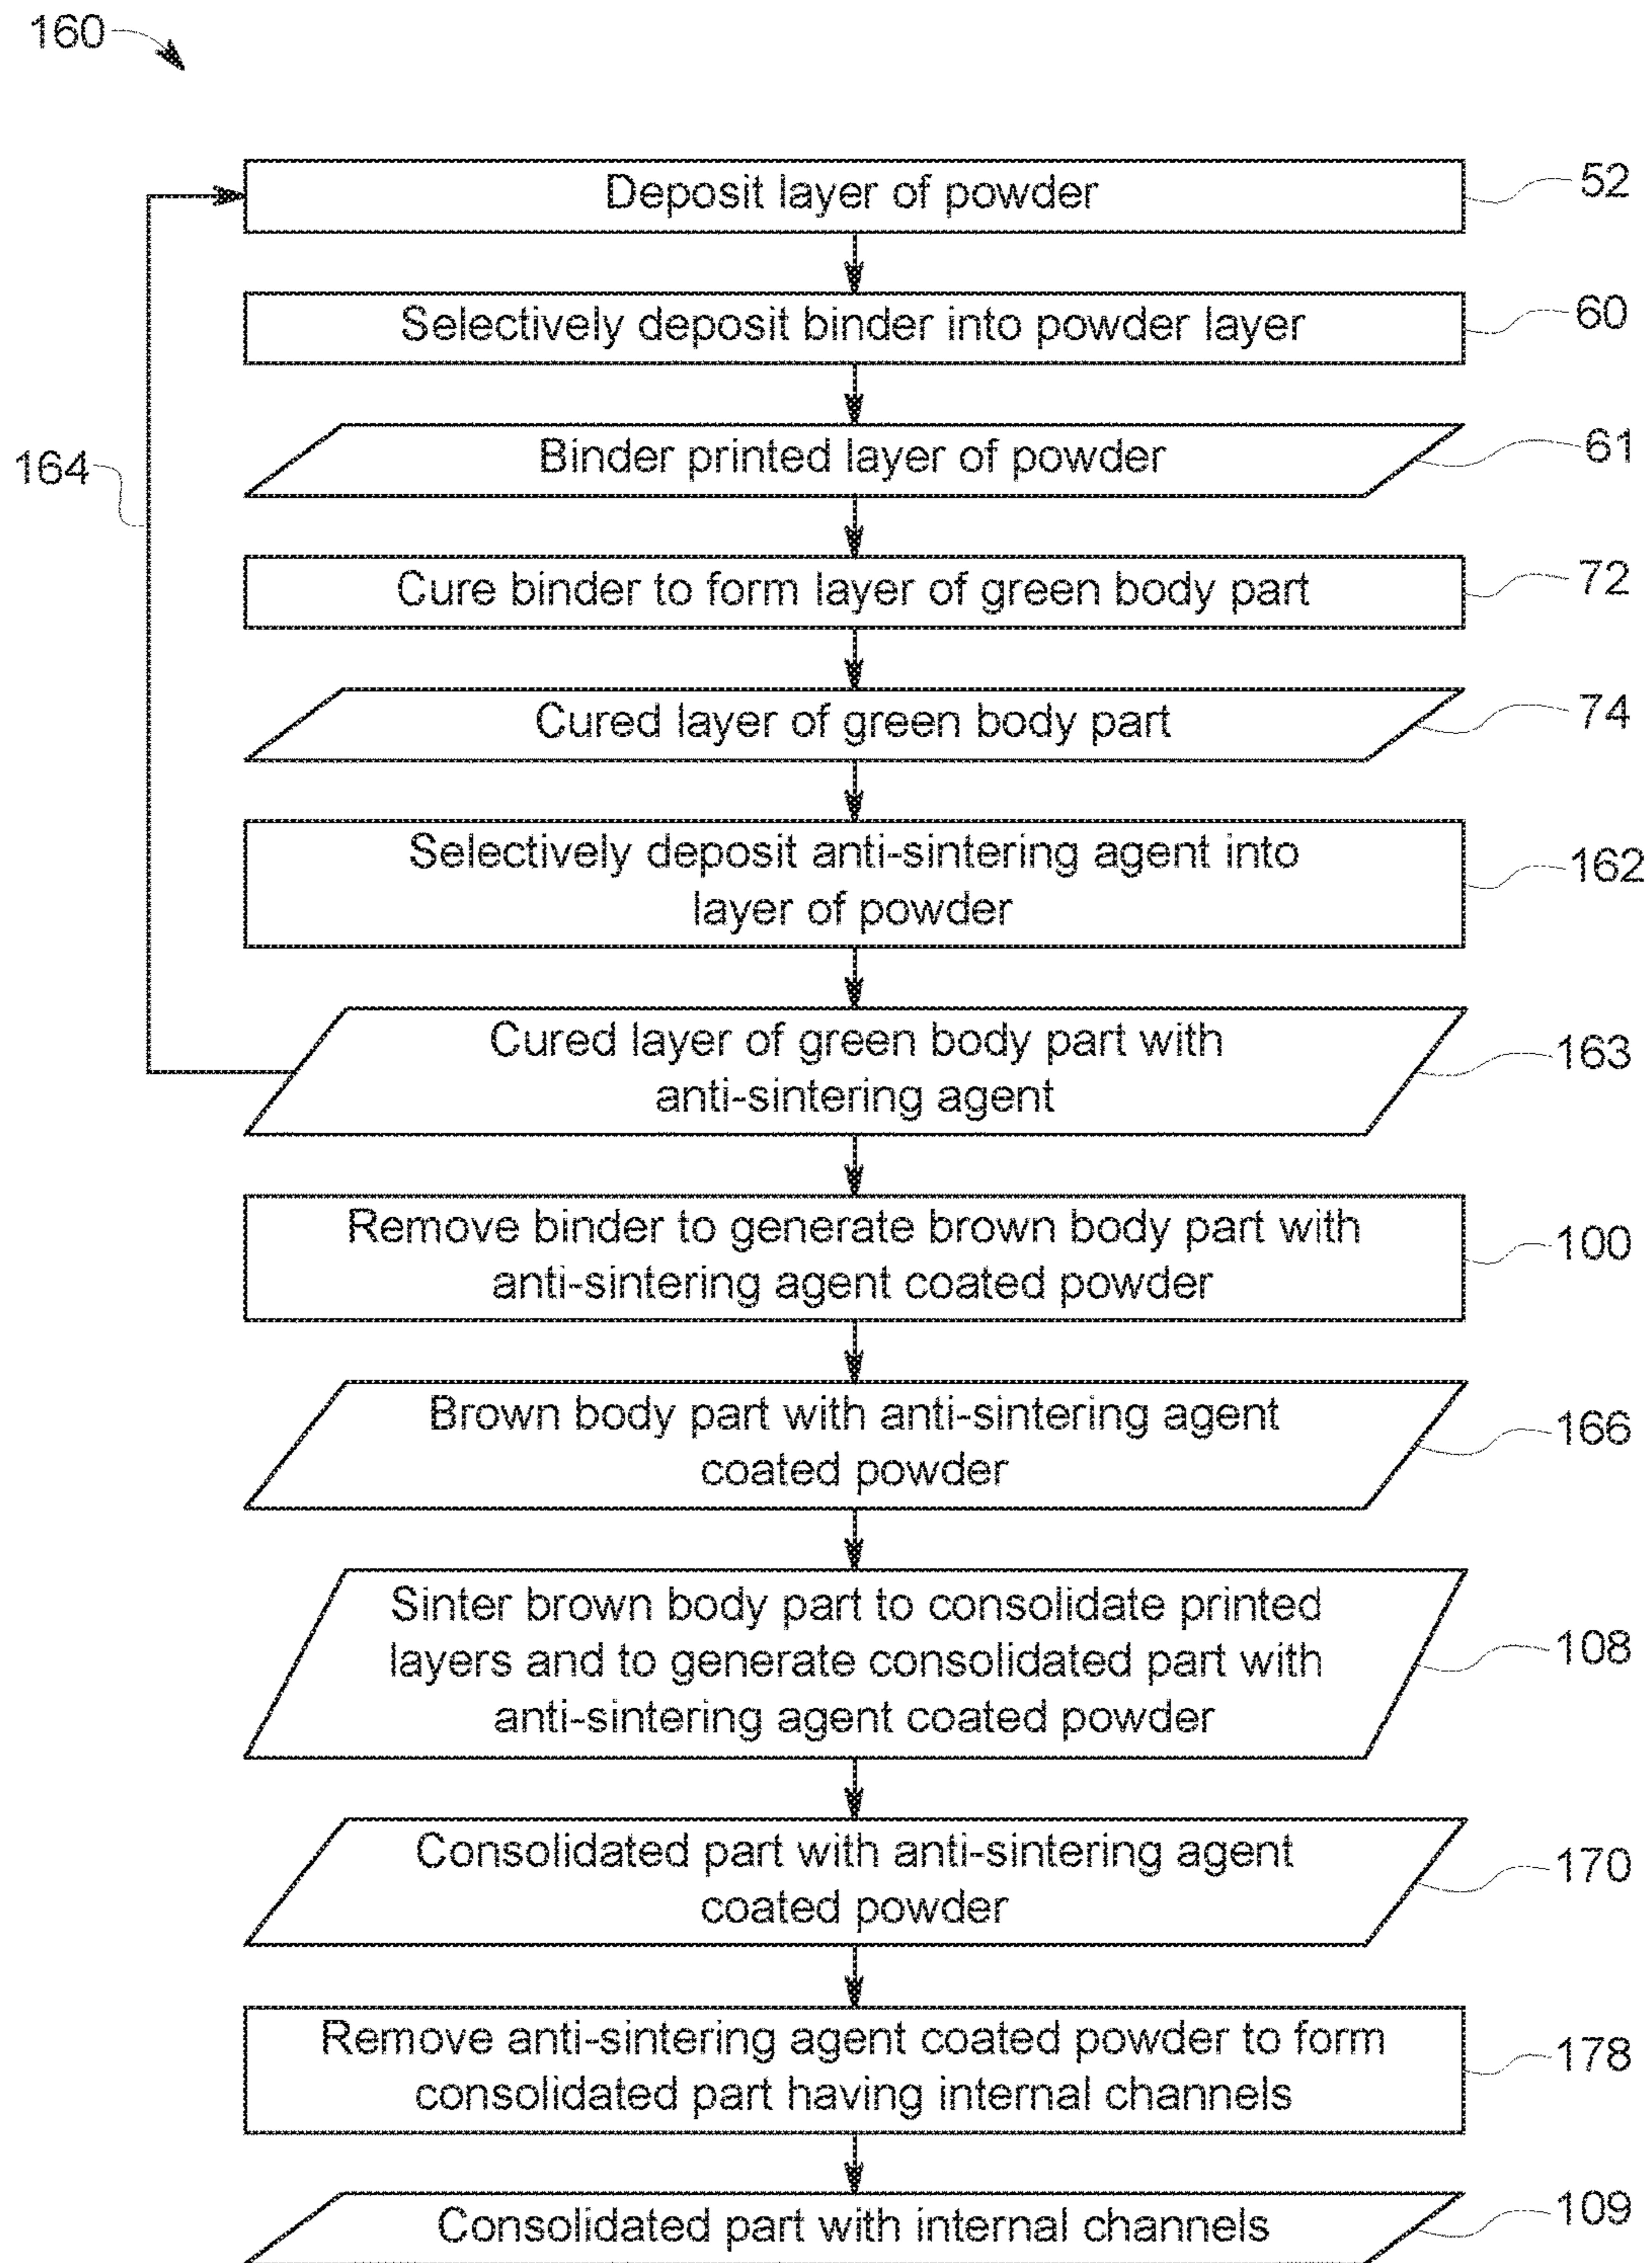 160
Deposit layer of powder
52
Selectively deposit binder into powder layer
60
Binder printed layer of powder
61
164
Cure binder to form layer of green body part
72
Cured layer of green body part
74
Selectively deposit anti-sintering agent into
layer of powder
162
Cured layer of green body part with
anti-sintering agent
163
Remove binder to generate brown body part with
anti-sintering agent coated powder
100
Brown body part with anti-sintering agent
coated powder
166
Sinter brown body part to consolidate printed
layers and to generate consolidated part with
anti-sintering agent coated powder
108
Consolidated part with anti-sintering agent
coated powder
170
Remove anti-sintering agent coated powder to form
consolidated part having internal channels
178
Consolidated part with internal channels
109